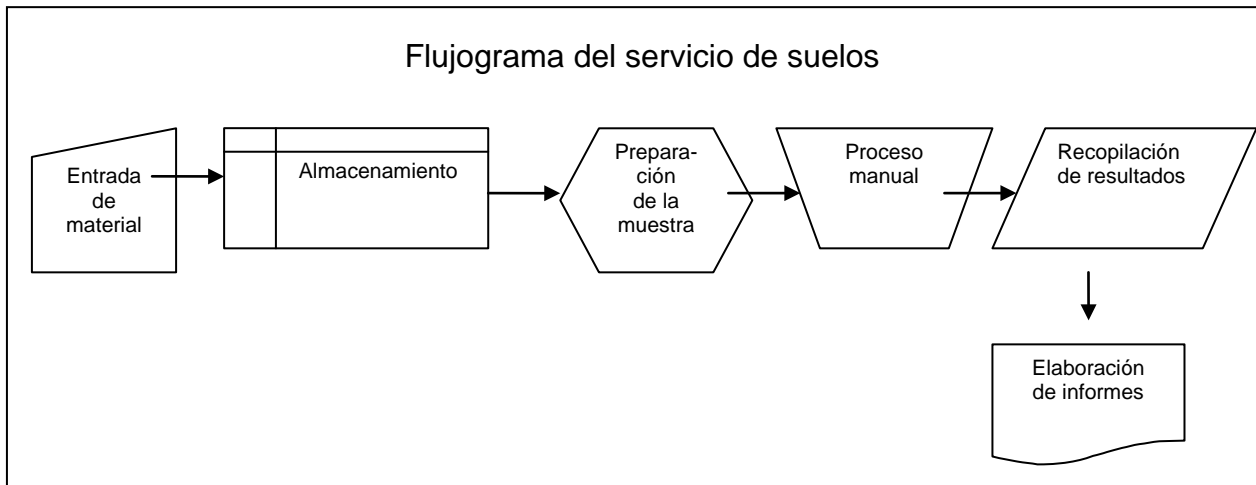 Flujograma del servicio de suelos
Entrada
de
material
Almacenamiento
Prepara-
ción
de la
muestra
Proceso
manual
Recopilación
de resultados
Elaboración
de informes